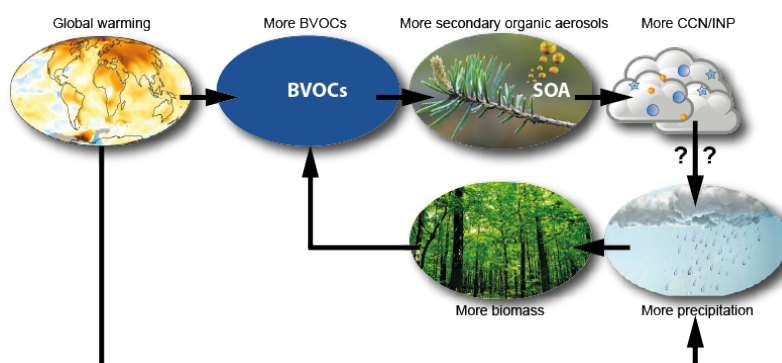 Global warming
More BVOCs
More secondary organic aerosols
More CCN/INP
BVOCs
SOA
? ?
More biomass
More precipitation